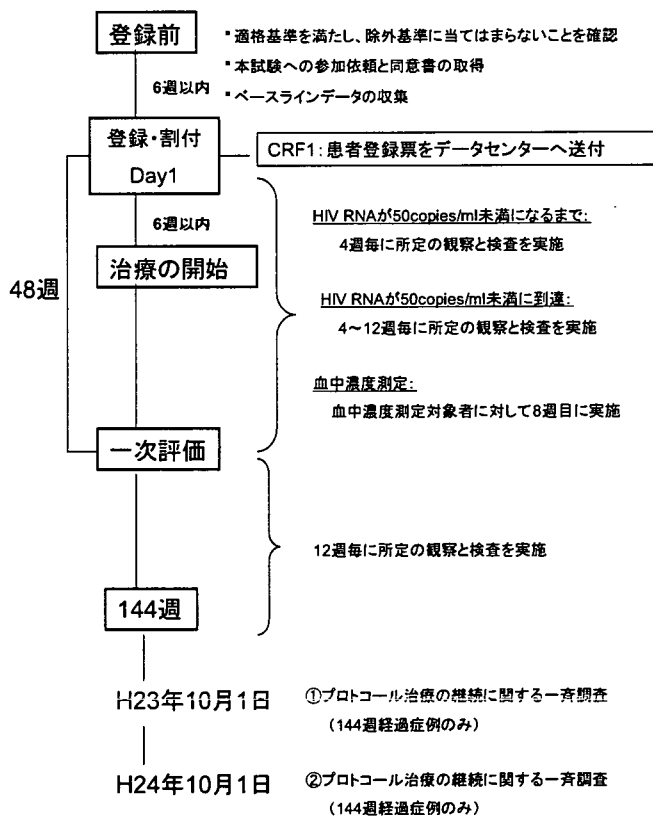 登録前
▪適格基準を満たし、除外基準に当てはまらないことを確認
▪本試験への参加依頼と同意書の取得
6週以内
▪ベースラインデータの収集
登録・割付
Day1
CRF1:患者登録票をデータセンターへ送付
6週以内
HIV RNAが50copies/ml未満になるまで:
4週毎に所定の観察と検査を実施
治療の開始
48週
HIV RNAが50copies/ml未満に到達:
4～12週毎に所定の観察と検査を実施
血中濃度測定:
血中濃度測定対象者に対して8週目に実施
一次評価
12週毎に所定の観察と検査を実施
144週
H23年10月1日
①プロトコール治療の継続に関する一斉調査
(144週経過症例のみ)
H24年10月1日
②プロトコール治療の継続に関する一斉調査
(144週経過症例のみ)